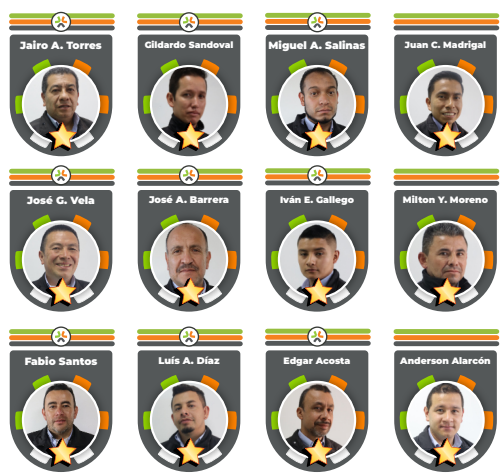 Jairo A. Torres
Gildardo Sandoval
Miguel A. Salinas
Juan C. Madrigal
José G. Vela
José A. Barrera
Iván E. Gallego
Milton Y. Moreno
Fabio Santos
Luís A. Díaz
Edgar Acosta
Anderson Alarcón